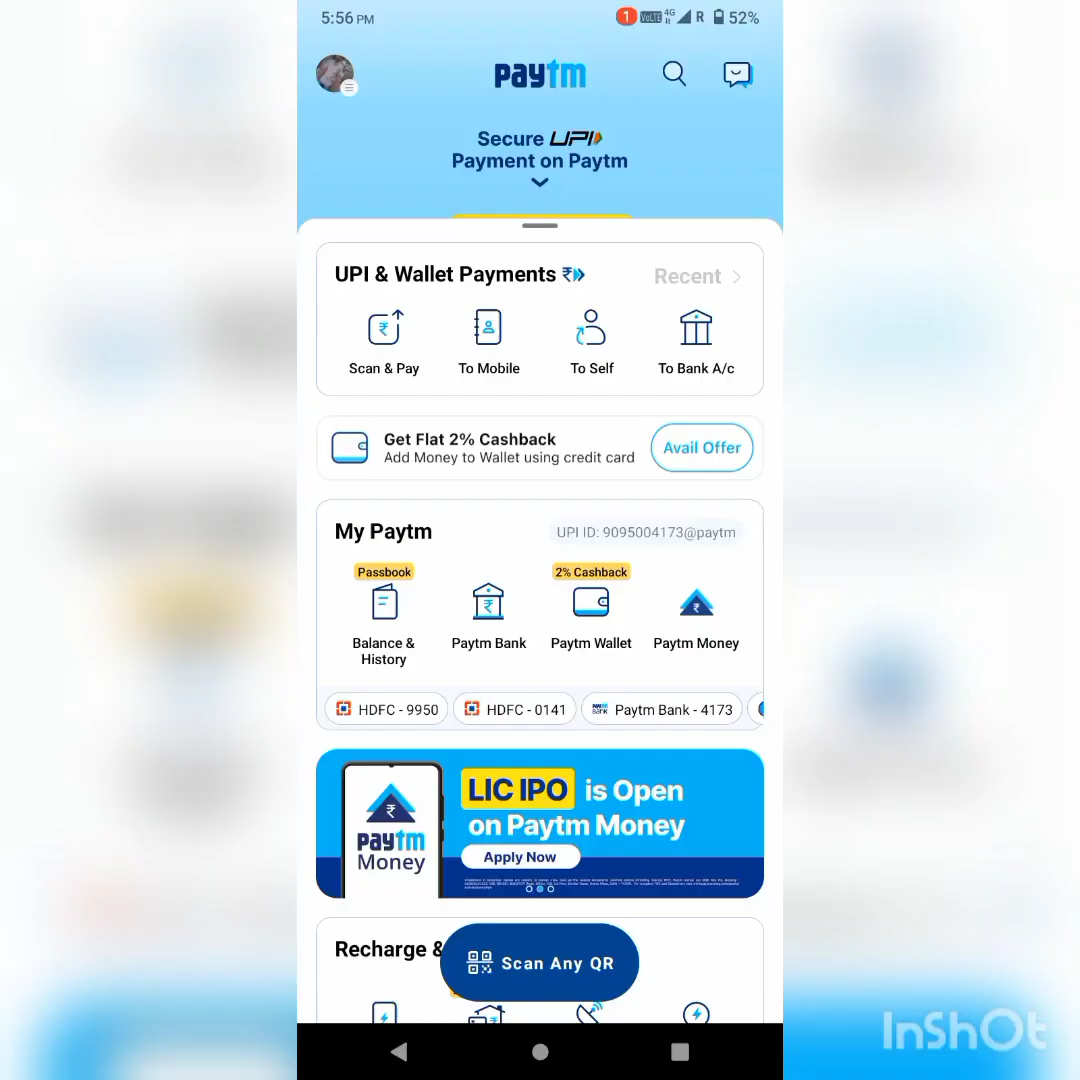 5:56 PM
1 VoLTE 4G R 52%
paytm
Secure UPI
Payment on Paytm
UPI & Wallet Payments ₹
Recent
Scan & Pay
To Mobile
To Self
To Bank A/c
Get Flat 2% Cashback
Add Money to Wallet using credit card
Avail Offer
My Paytm
UPI ID: 9095004173@paytm
Passbook
2% Cashback
Balance & History
Paytm Bank
Paytm Wallet
Paytm Money
HDFC - 9950
HDFC - 0141
Paytm Bank - 4173
paytm
Money
LIC IPO is Open
on Paytm Money
Apply Now
Recharge &
Scan Any QR
InShOt